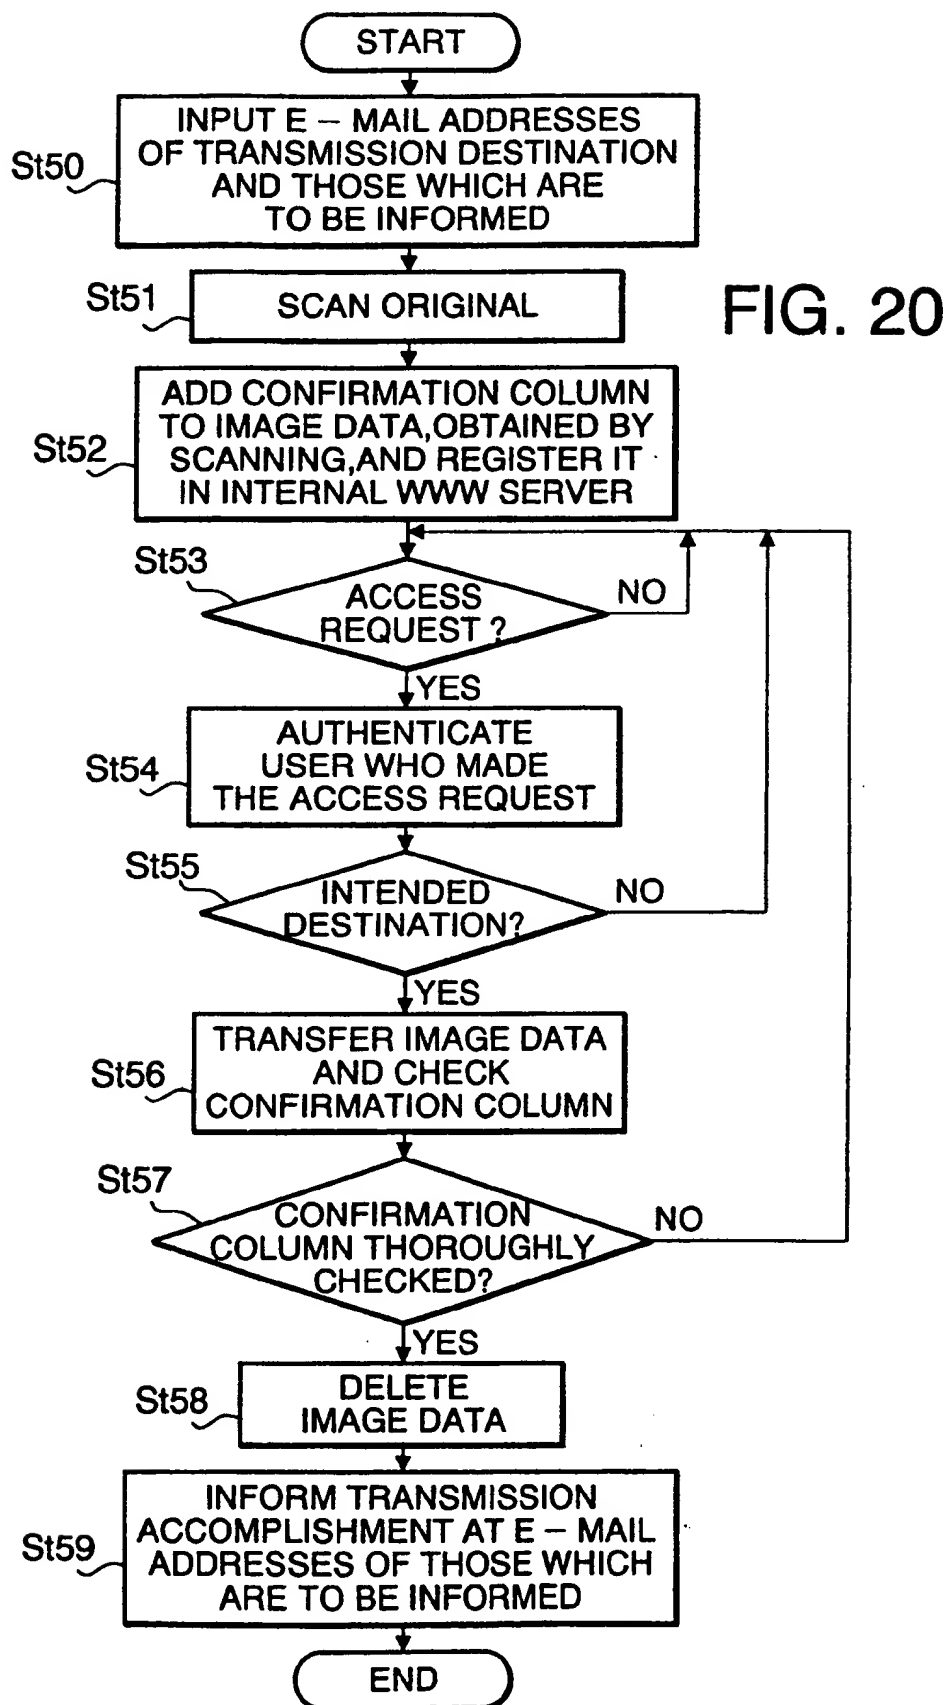 START
St50
INPUT E – MAIL ADDRESSES
OF TRANSMISSION DESTINATION
AND THOSE WHICH ARE
TO BE INFORMED
St51
SCAN ORIGINAL
FIG. 20
St52
ADD CONFIRMATION COLUMN
TO IMAGE DATA,OBTAINED BY
SCANNING,AND REGISTER IT
IN INTERNAL WWW SERVER
St53
ACCESS
REQUEST ?
NO
YES
St54
AUTHENTICATE
USER WHO MADE
THE ACCESS REQUEST
St55
INTENDED
DESTINATION?
NO
YES
St56
TRANSFER IMAGE DATA
AND CHECK
CONFIRMATION COLUMN
St57
CONFIRMATION
COLUMN THOROUGHLY
CHECKED?
NO
YES
St58
DELETE
IMAGE DATA
St59
INFORM TRANSMISSION
ACCOMPLISHMENT AT E – MAIL
ADDRESSES OF THOSE WHICH
ARE TO BE INFORMED
END